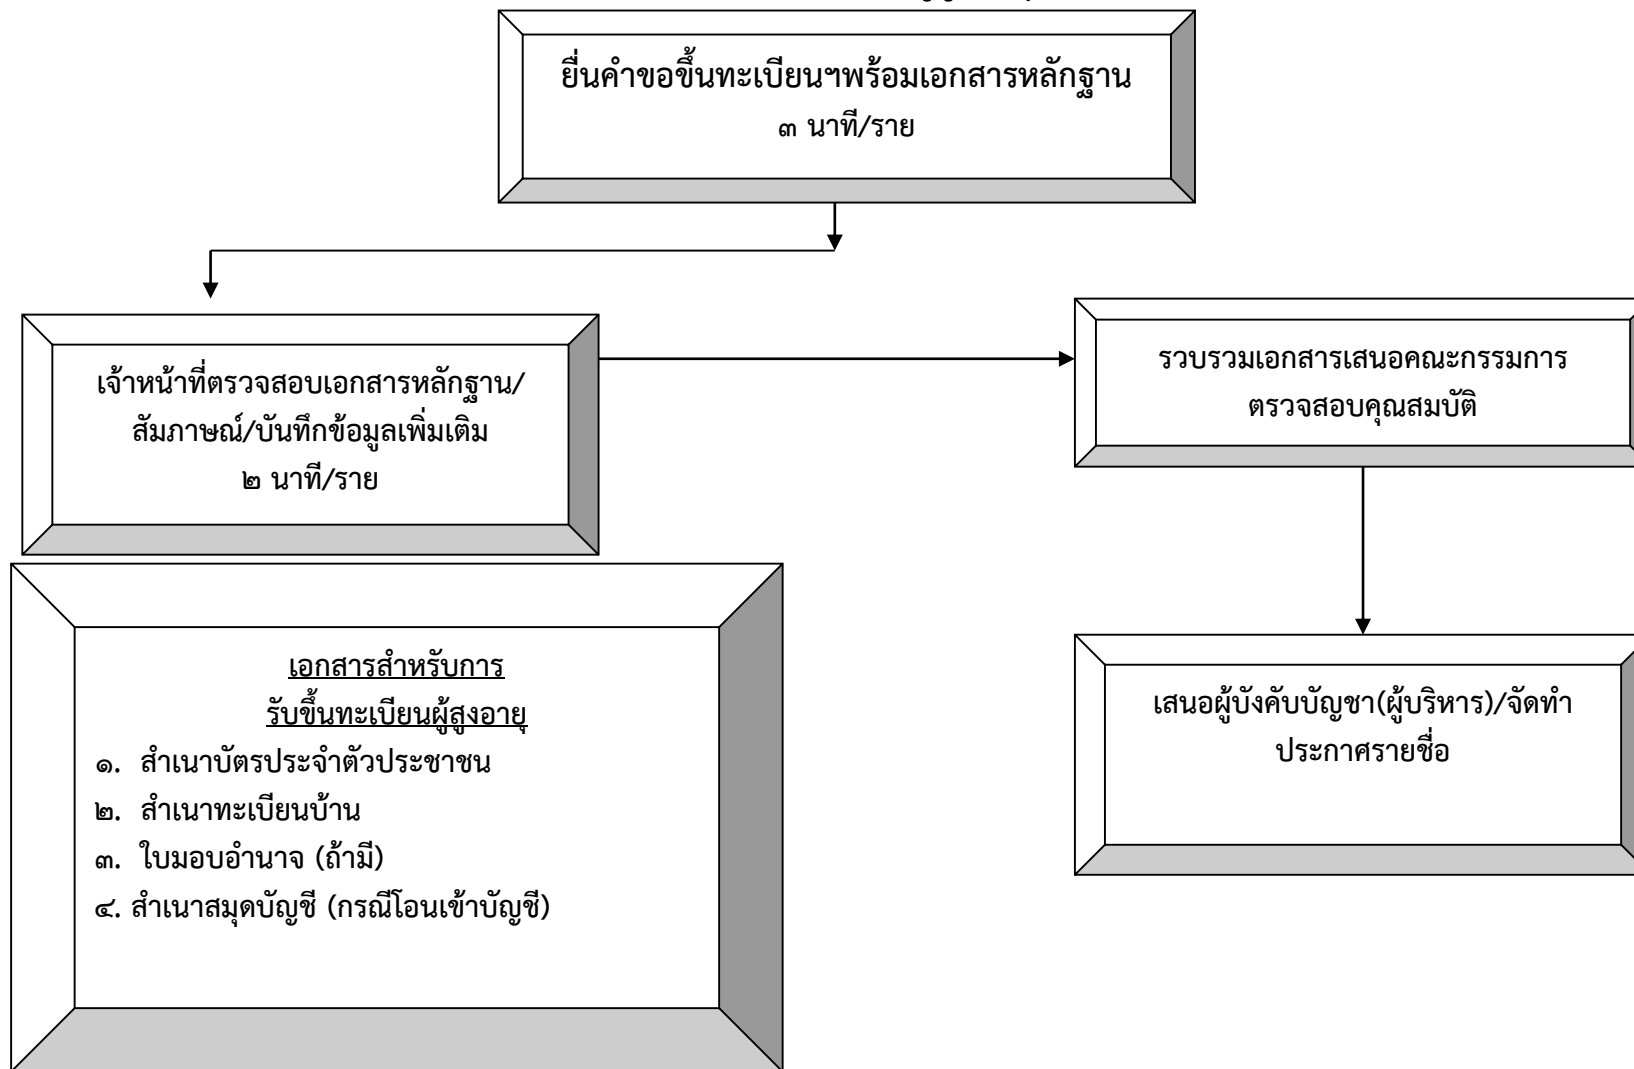 ยื่นคำขอขึ้นทะเบียนฯพร้อมเอกสารหลักฐาน
๓ นาที/ราย
เจ้าหน้าที่ตรวจสอบเอกสารหลักฐาน/
สัมภาษณ์/บันทึกข้อมูลเพิ่มเติม
๒ นาที/ราย
รวบรวมเอกสารเสนอคณะกรรมการ
ตรวจสอบคุณสมบัติ
เอกสารสำหรับการ
รับขึ้นทะเบียนผู้สูงอายุ
๑. สำเนาบัตรประจำตัวประชาชน
๒. สำเนาทะเบียนบ้าน
๓. ใบมอบอำนาจ (ถ้ามี)
๔. สำเนาสมุดบัญชี (กรณีโอนเข้าบัญชี)
เสนอผู้บังคับบัญชา(ผู้บริหาร)/จัดทำ
ประกาศรายชื่อ